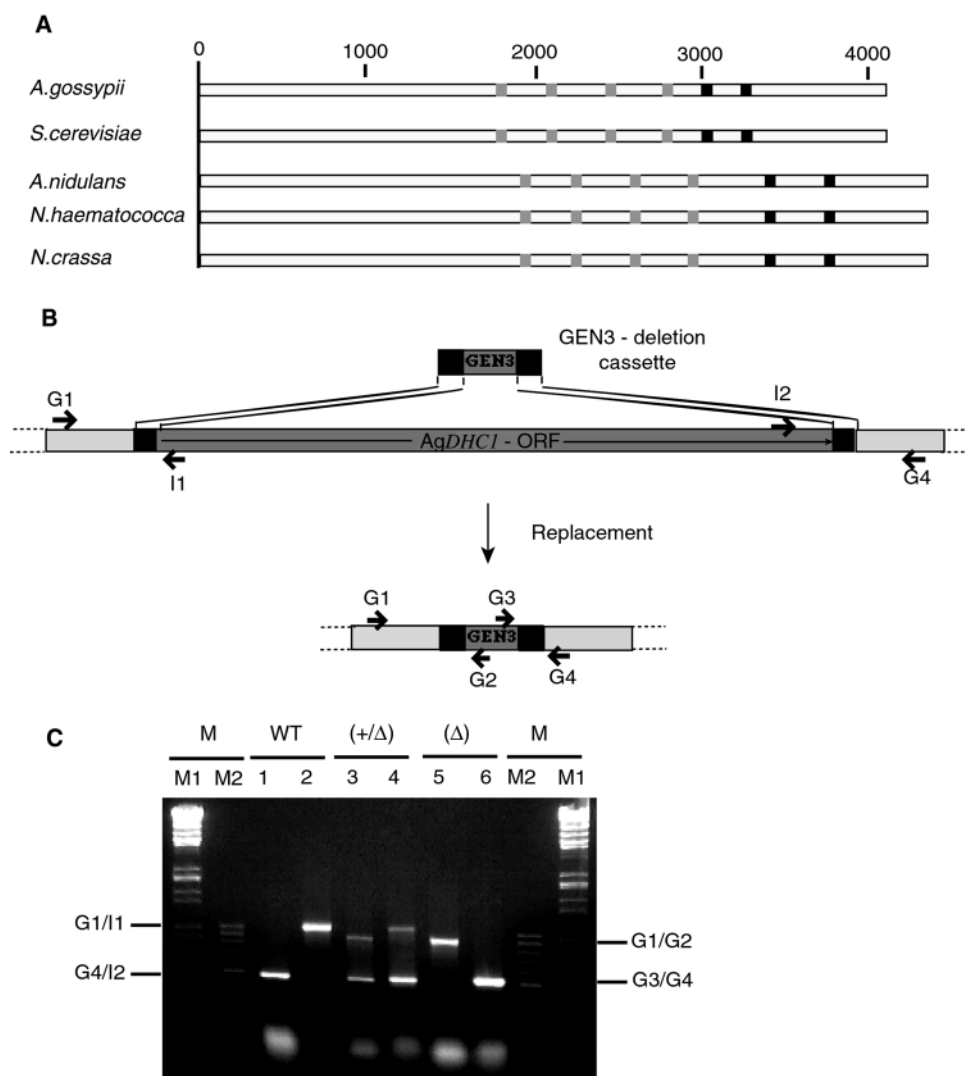 A
0 1000 2000 3000 4000
A.gossypii
S.cerevisiae
A.nidulans
N.haematococca
N.crassa
B
GEN3 - deletion
cassette
GEN3
G1
I2
AgDHC1 - ORF
I1
G4
Replacement
G1
G3
GEN3
G2
G4
C
M WT (+/Δ) (Δ) M
M1 M2 1 2 3 4 5 6 M2 M1
G1/I1
G1/G2
G4/I2
G3/G4